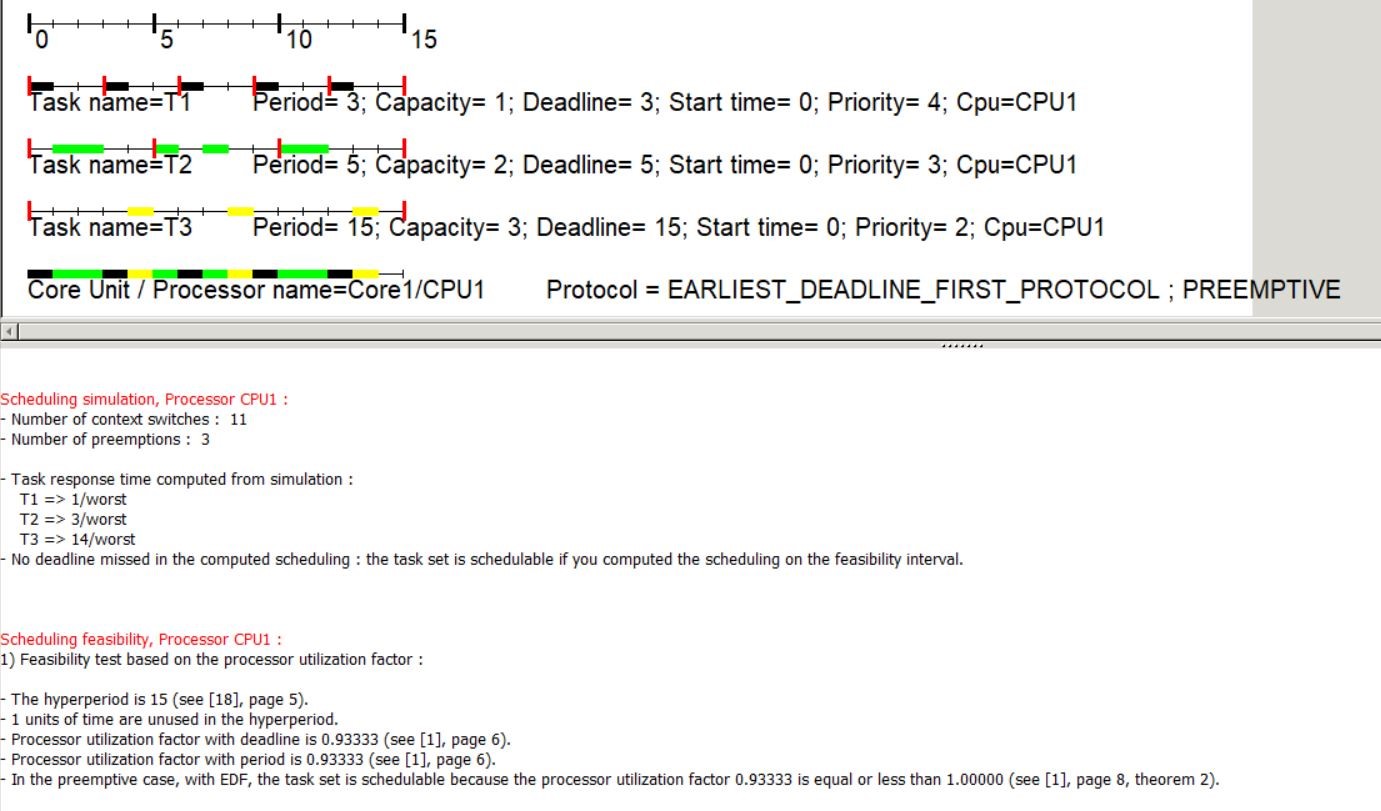 0 5 10 15
Task name=T1 Period= 3; Capacity= 1; Deadline= 3; Start time= 0; Priority= 4; Cpu=CPU1
Task name=T2 Period= 5; Capacity= 2; Deadline= 5; Start time= 0; Priority= 3; Cpu=CPU1
Task name=T3 Period= 15; Capacity= 3; Deadline= 15; Start time= 0; Priority= 2; Cpu=CPU1
Core Unit / Processor name=Core1/CPU1 Protocol = EARLIEST_DEADLINE_FIRST_PROTOCOL ; PREEMPTIVE
Scheduling simulation, Processor CPU1 :
- Number of context switches : 11
- Number of preemptions : 3
- Task response time computed from simulation :
T1 => 1/worst
T2 => 3/worst
T3 => 14/worst
- No deadline missed in the computed scheduling : the task set is schedulable if you computed the scheduling on the feasibility interval.
Scheduling feasibility, Processor CPU1 :
1) Feasibility test based on the processor utilization factor :
- The hyperperiod is 15 (see [18], page 5).
- 1 units of time are unused in the hyperperiod.
- Processor utilization factor with deadline is 0.93333 (see [1], page 6).
- Processor utilization factor with period is 0.93333 (see [1], page 6).
- In the preemptive case, with EDF, the task set is schedulable because the processor utilization factor 0.93333 is equal or less than 1.00000 (see [1], page 8, theorem 2).